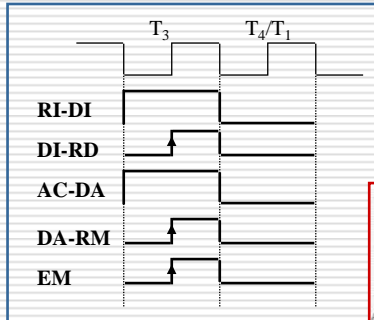 T₃ T₄/T₁
RI-DI
DI-RD
AC-DA
DA-RM
EM